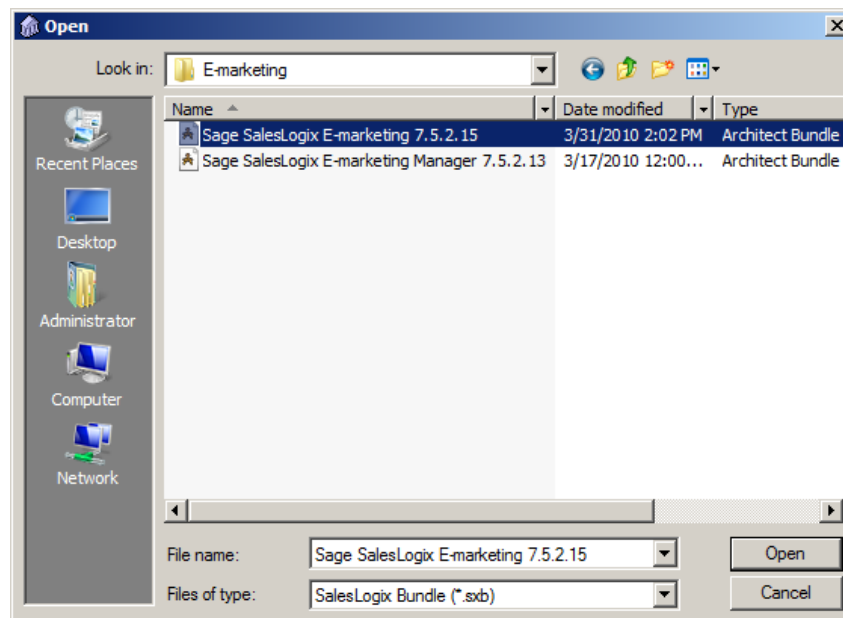 Open
Look in: E-marketing
Name Date modified Type
Sage SalesLogix E-marketing 7.5.2.15 3/31/2010 2:02 PM Architect Bundle
Sage SalesLogix E-marketing Manager 7.5.2.13 3/17/2010 12:00... Architect Bundle
Recent Places
Desktop
Administrator
Computer
Network
File name: Sage SalesLogix E-marketing 7.5.2.15 Open
Files of type: SalesLogix Bundle (*.sxb) Cancel